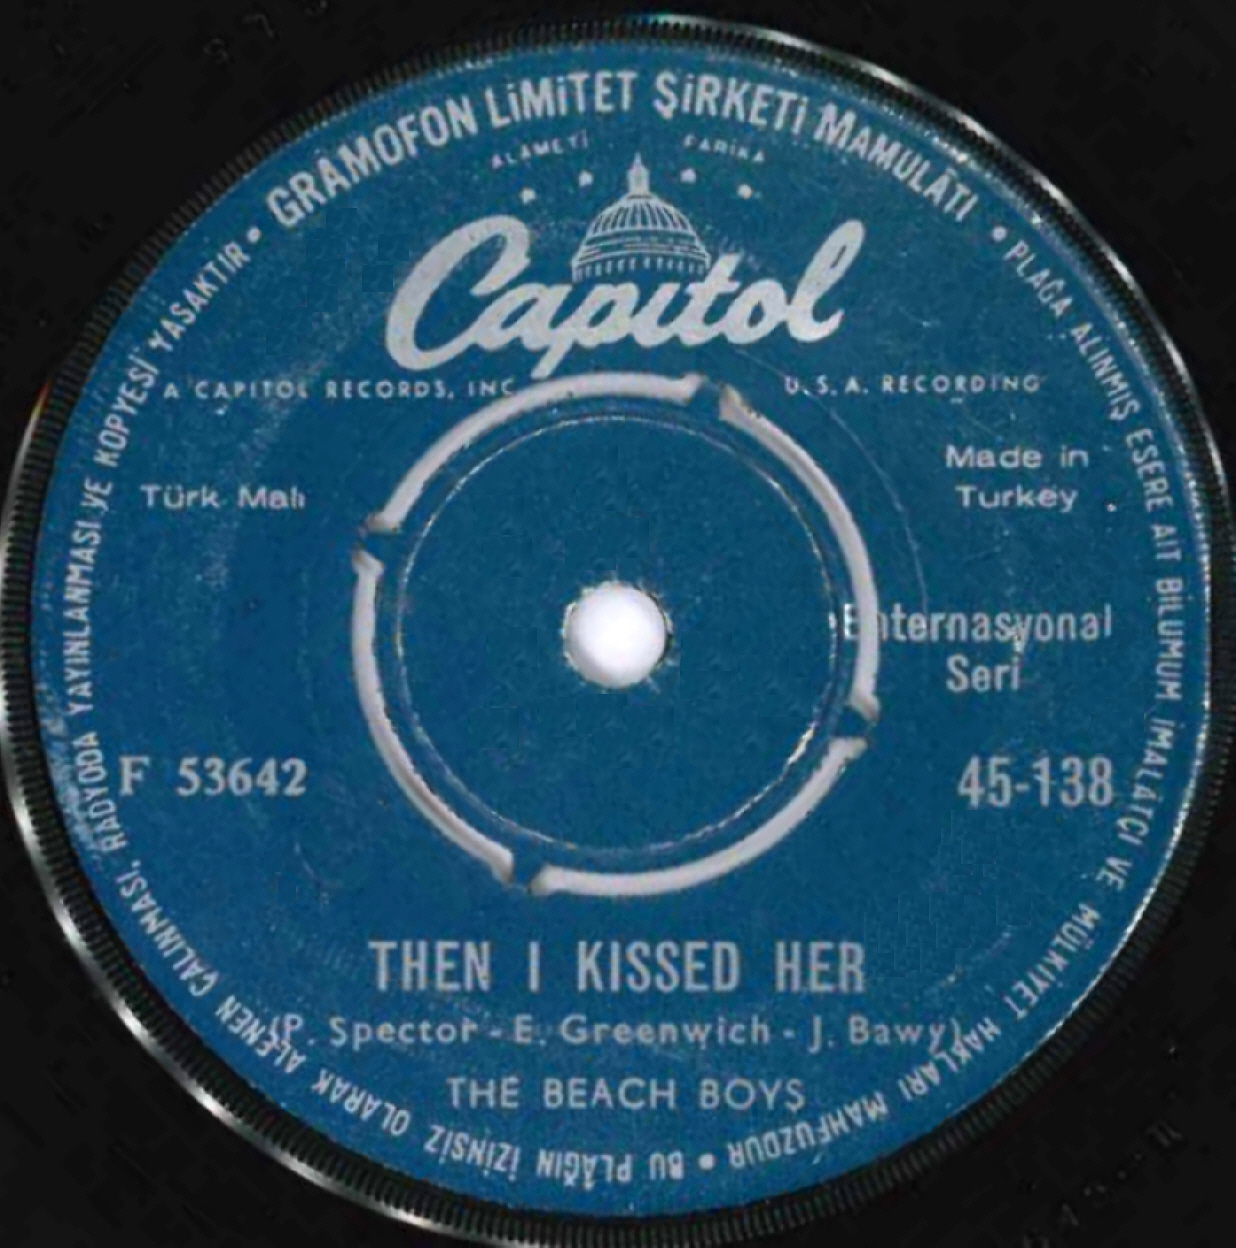 GRAMOFON LİMİTET ŞİRKETİ MAMULÂTI • PLAĞA ALINMIŞ ESERE AİT BİLUMUM İMALÂTÇI VE MÜLKİYET HAKLARI MAHFUZDUR • BU PLÂĞIN İZİNSİZ OLARAK ALENEN ÇALINMASI, RADYODA YAYINLANMASI VE KOPYESİ YASAKTIR •
ALAMETİ FARİKA
Capitol
A CAPITOL RECORDS, INC. U.S.A. RECORDING
Türk Malı
Made in
Turkey
Enternasyonal
Seri
F 53642
45-138
THEN I KISSED HER
(P. Spector - E. Greenwich - J. Bawy)
THE BEACH BOYS